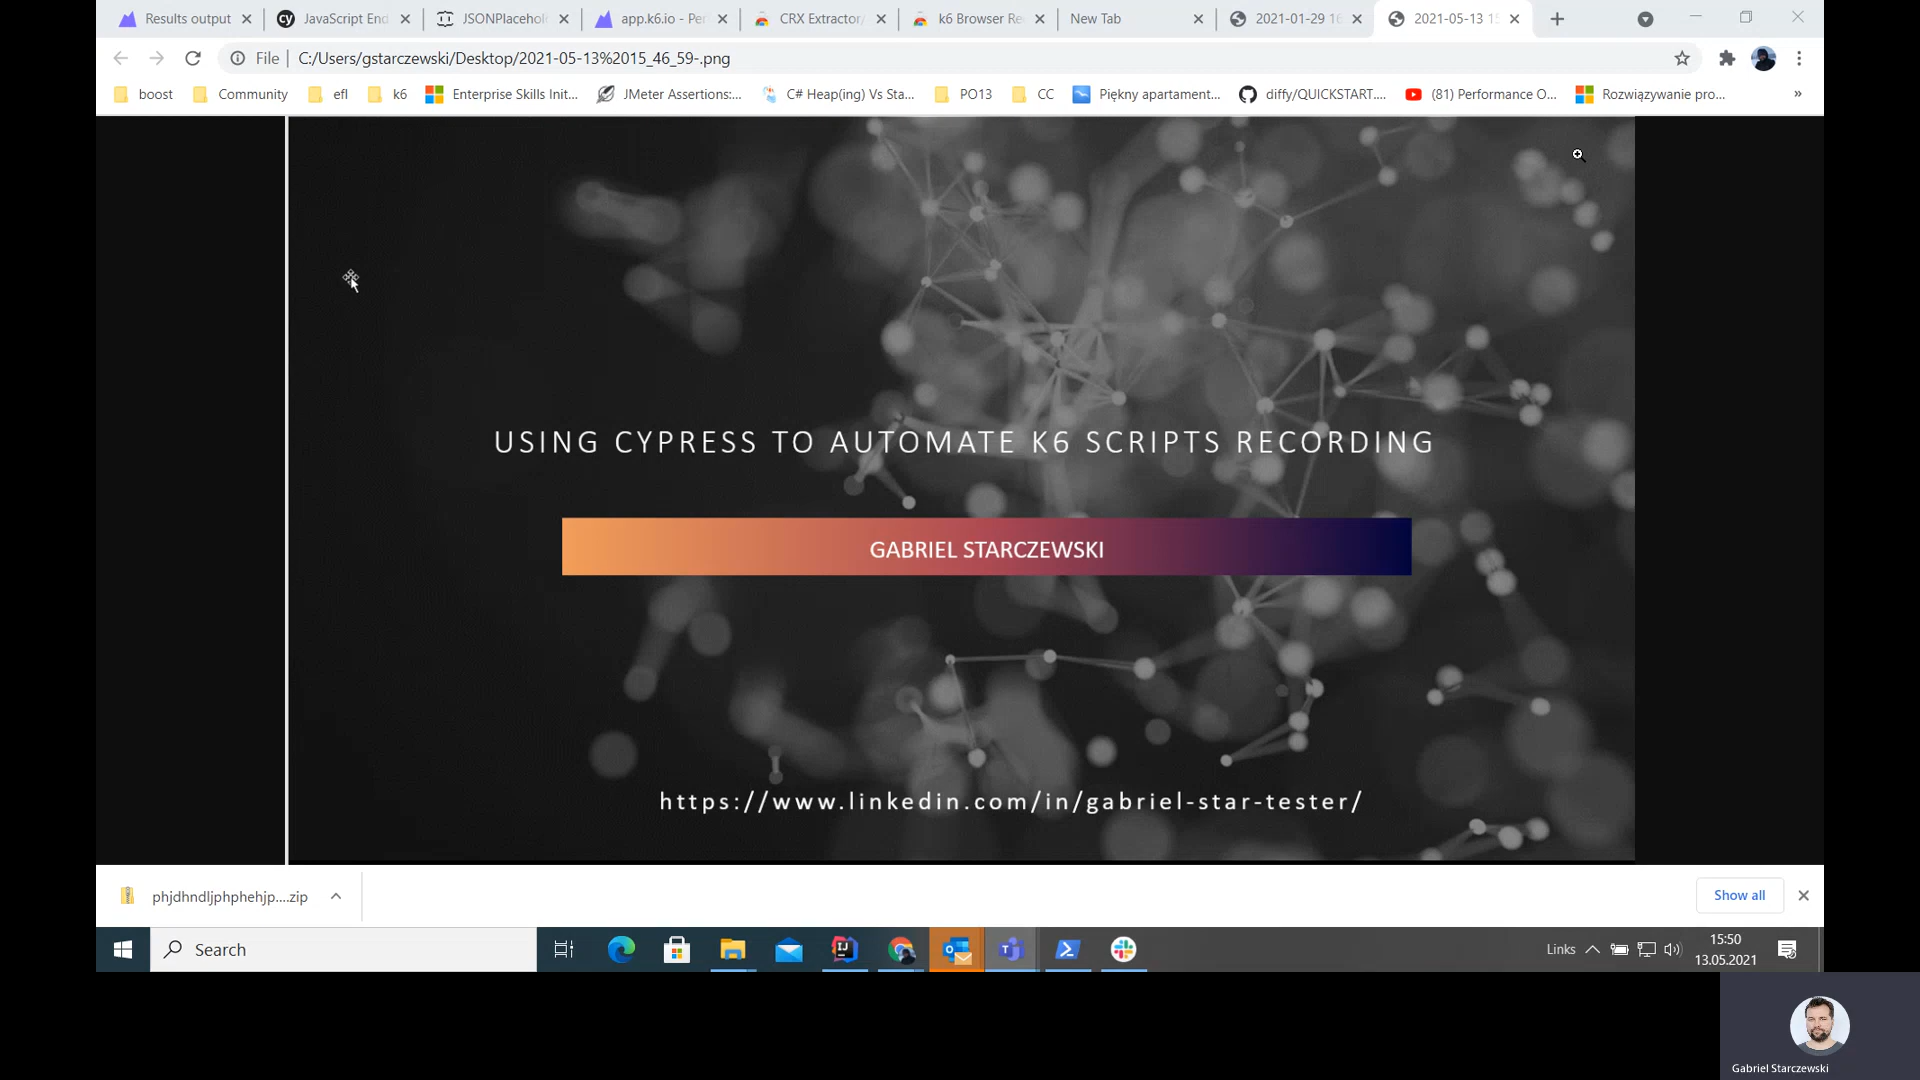 Results output
JavaScript End
JSONPlacehol
app.k6.io - Per
CRX Extractor/
k6 Browser Re
New Tab
2021-01-29 16
2021-05-13 15
File
C:/Users/gstarczewski/Desktop/2021-05-13%2015_46_59-.png
boost
Community
efl
k6
Enterprise Skills Init...
JMeter Assertions:...
C# Heap(ing) Vs Sta...
PO13
CC
Piękny apartament...
diffy/QUICKSTART....
(81) Performance O...
Rozwiązywanie pro...
»
USING CYPRESS TO AUTOMATE K6 SCRIPTS RECORDING
GABRIEL STARCZEWSKI
https://www.linkedin.com/in/gabriel-star-tester/
phjdhndljphphehjp....zip
Show all
Search
Links
15:50
13.05.2021
Gabriel Starczewski